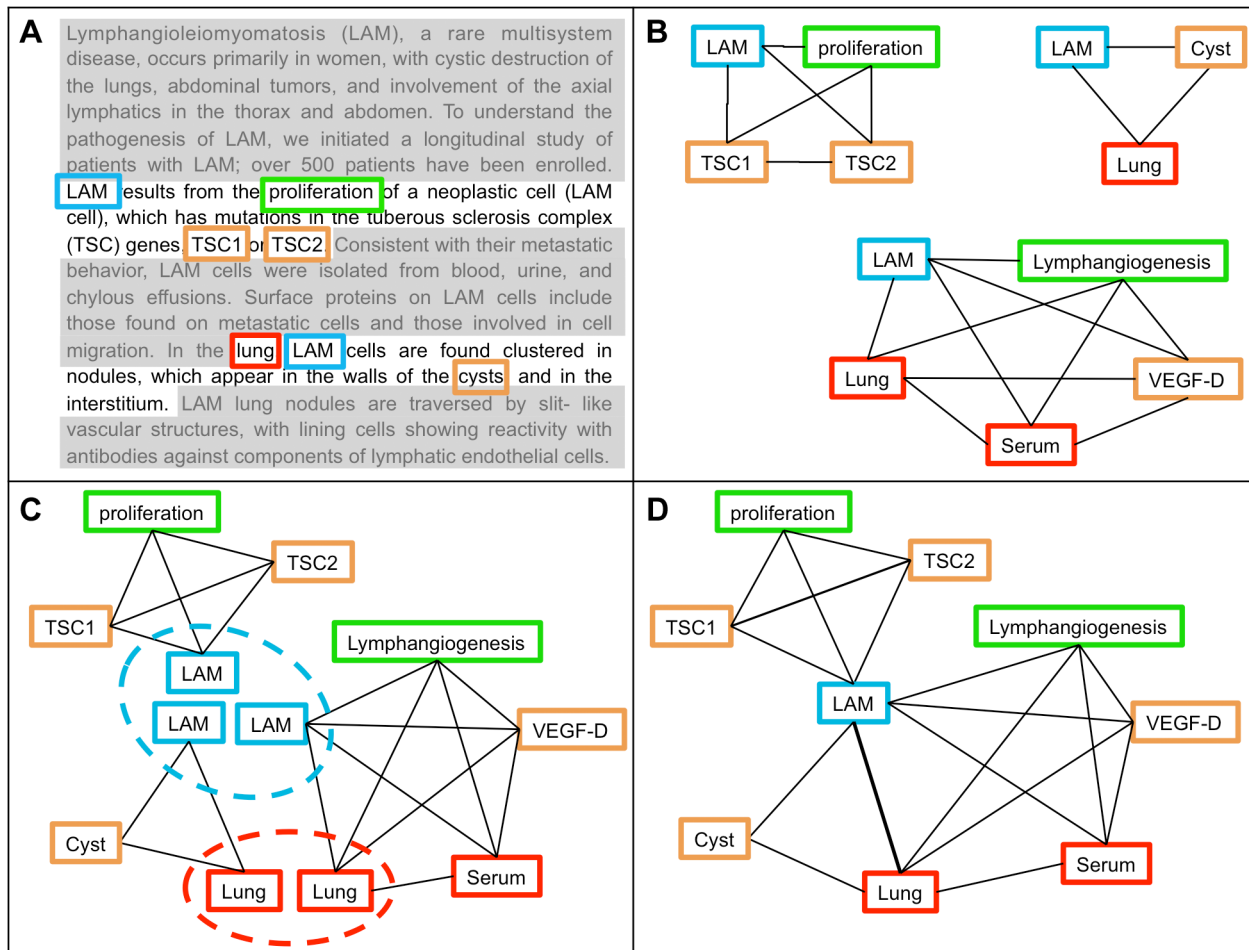 A
Lymphangioleiomyomatosis (LAM), a rare multisystem
disease, occurs primarily in women, with cystic destruction of
the lungs, abdominal tumors, and involvement of the axial
lymphatics in the thorax and abdomen. To understand the
pathogenesis of LAM, we initiated a longitudinal study of
patients with LAM; over 500 patients have been enrolled.
LAM results from the proliferation of a neoplastic cell (LAM
cell), which has mutations in the tuberous sclerosis complex
(TSC) genes, TSC1 or TSC2. Consistent with their metastatic
behavior, LAM cells were isolated from blood, urine, and
chylous effusions. Surface proteins on LAM cells include
those found on metastatic cells and those involved in cell
migration. In the lung LAM cells are found clustered in
nodules, which appear in the walls of the cysts and in the
interstitium. LAM lung nodules are traversed by slit- like
vascular structures, with lining cells showing reactivity with
antibodies against components of lymphatic endothelial cells.
B
LAM
proliferation
TSC1
TSC2
LAM
Cyst
Lung
LAM
Lymphangiogenesis
Lung
VEGF-D
Serum
C
proliferation
TSC2
TSC1
Lymphangiogenesis
LAM
LAM
LAM
VEGF-D
Cyst
Lung
Lung
Serum
D
proliferation
TSC2
TSC1
Lymphangiogenesis
LAM
VEGF-D
Cyst
Serum
Lung